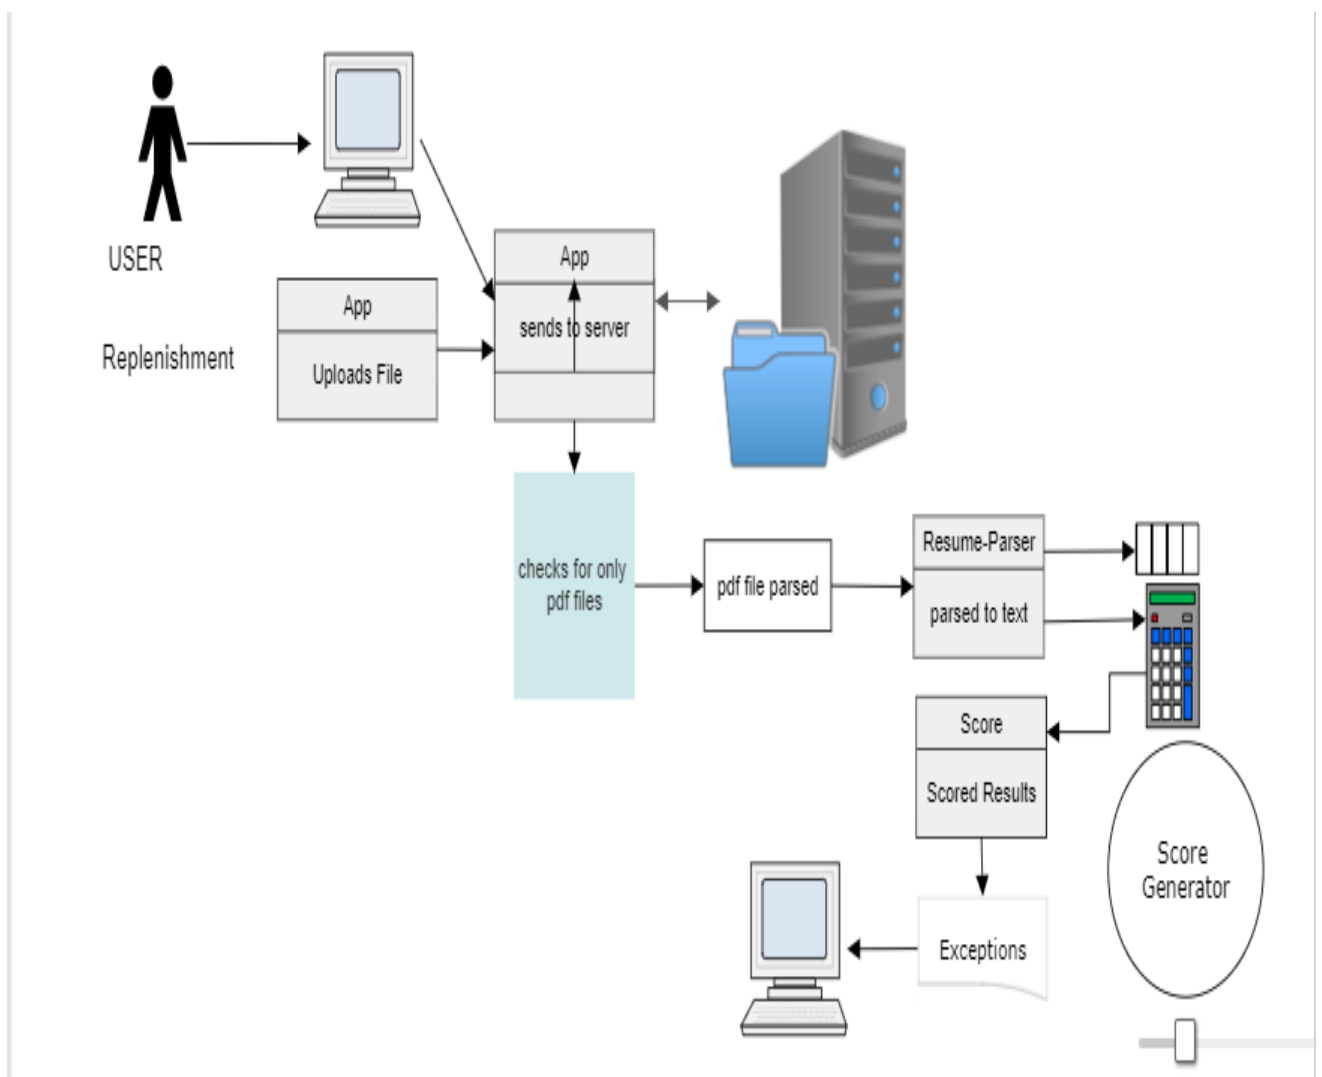 USER
Replenishment
App
Uploads File
App
sends to server
checks for only
pdf files
pdf file parsed
Resume-Parser
parsed to text
Score
Scored Results
Exceptions
Score
Generator